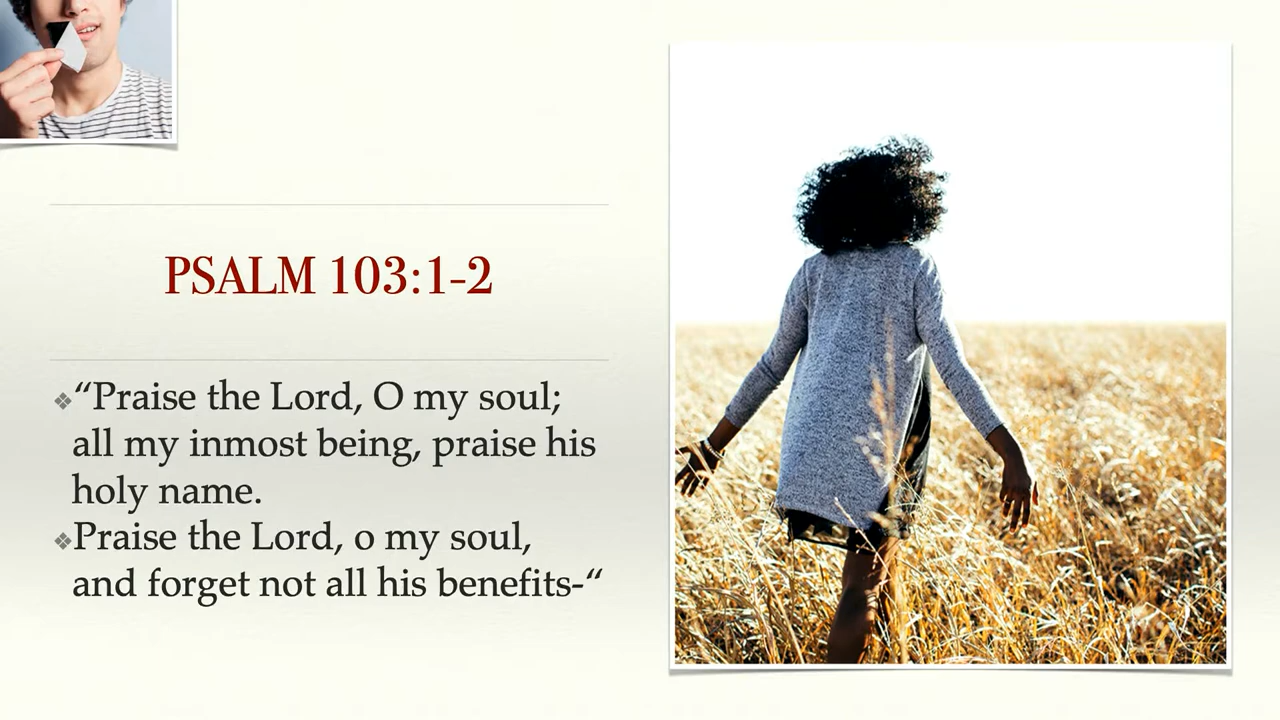 PSALM 103:1-2
❖“Praise the Lord, O my soul;
all my inmost being, praise his
holy name.
❖Praise the Lord, o my soul,
and forget not all his benefits-“